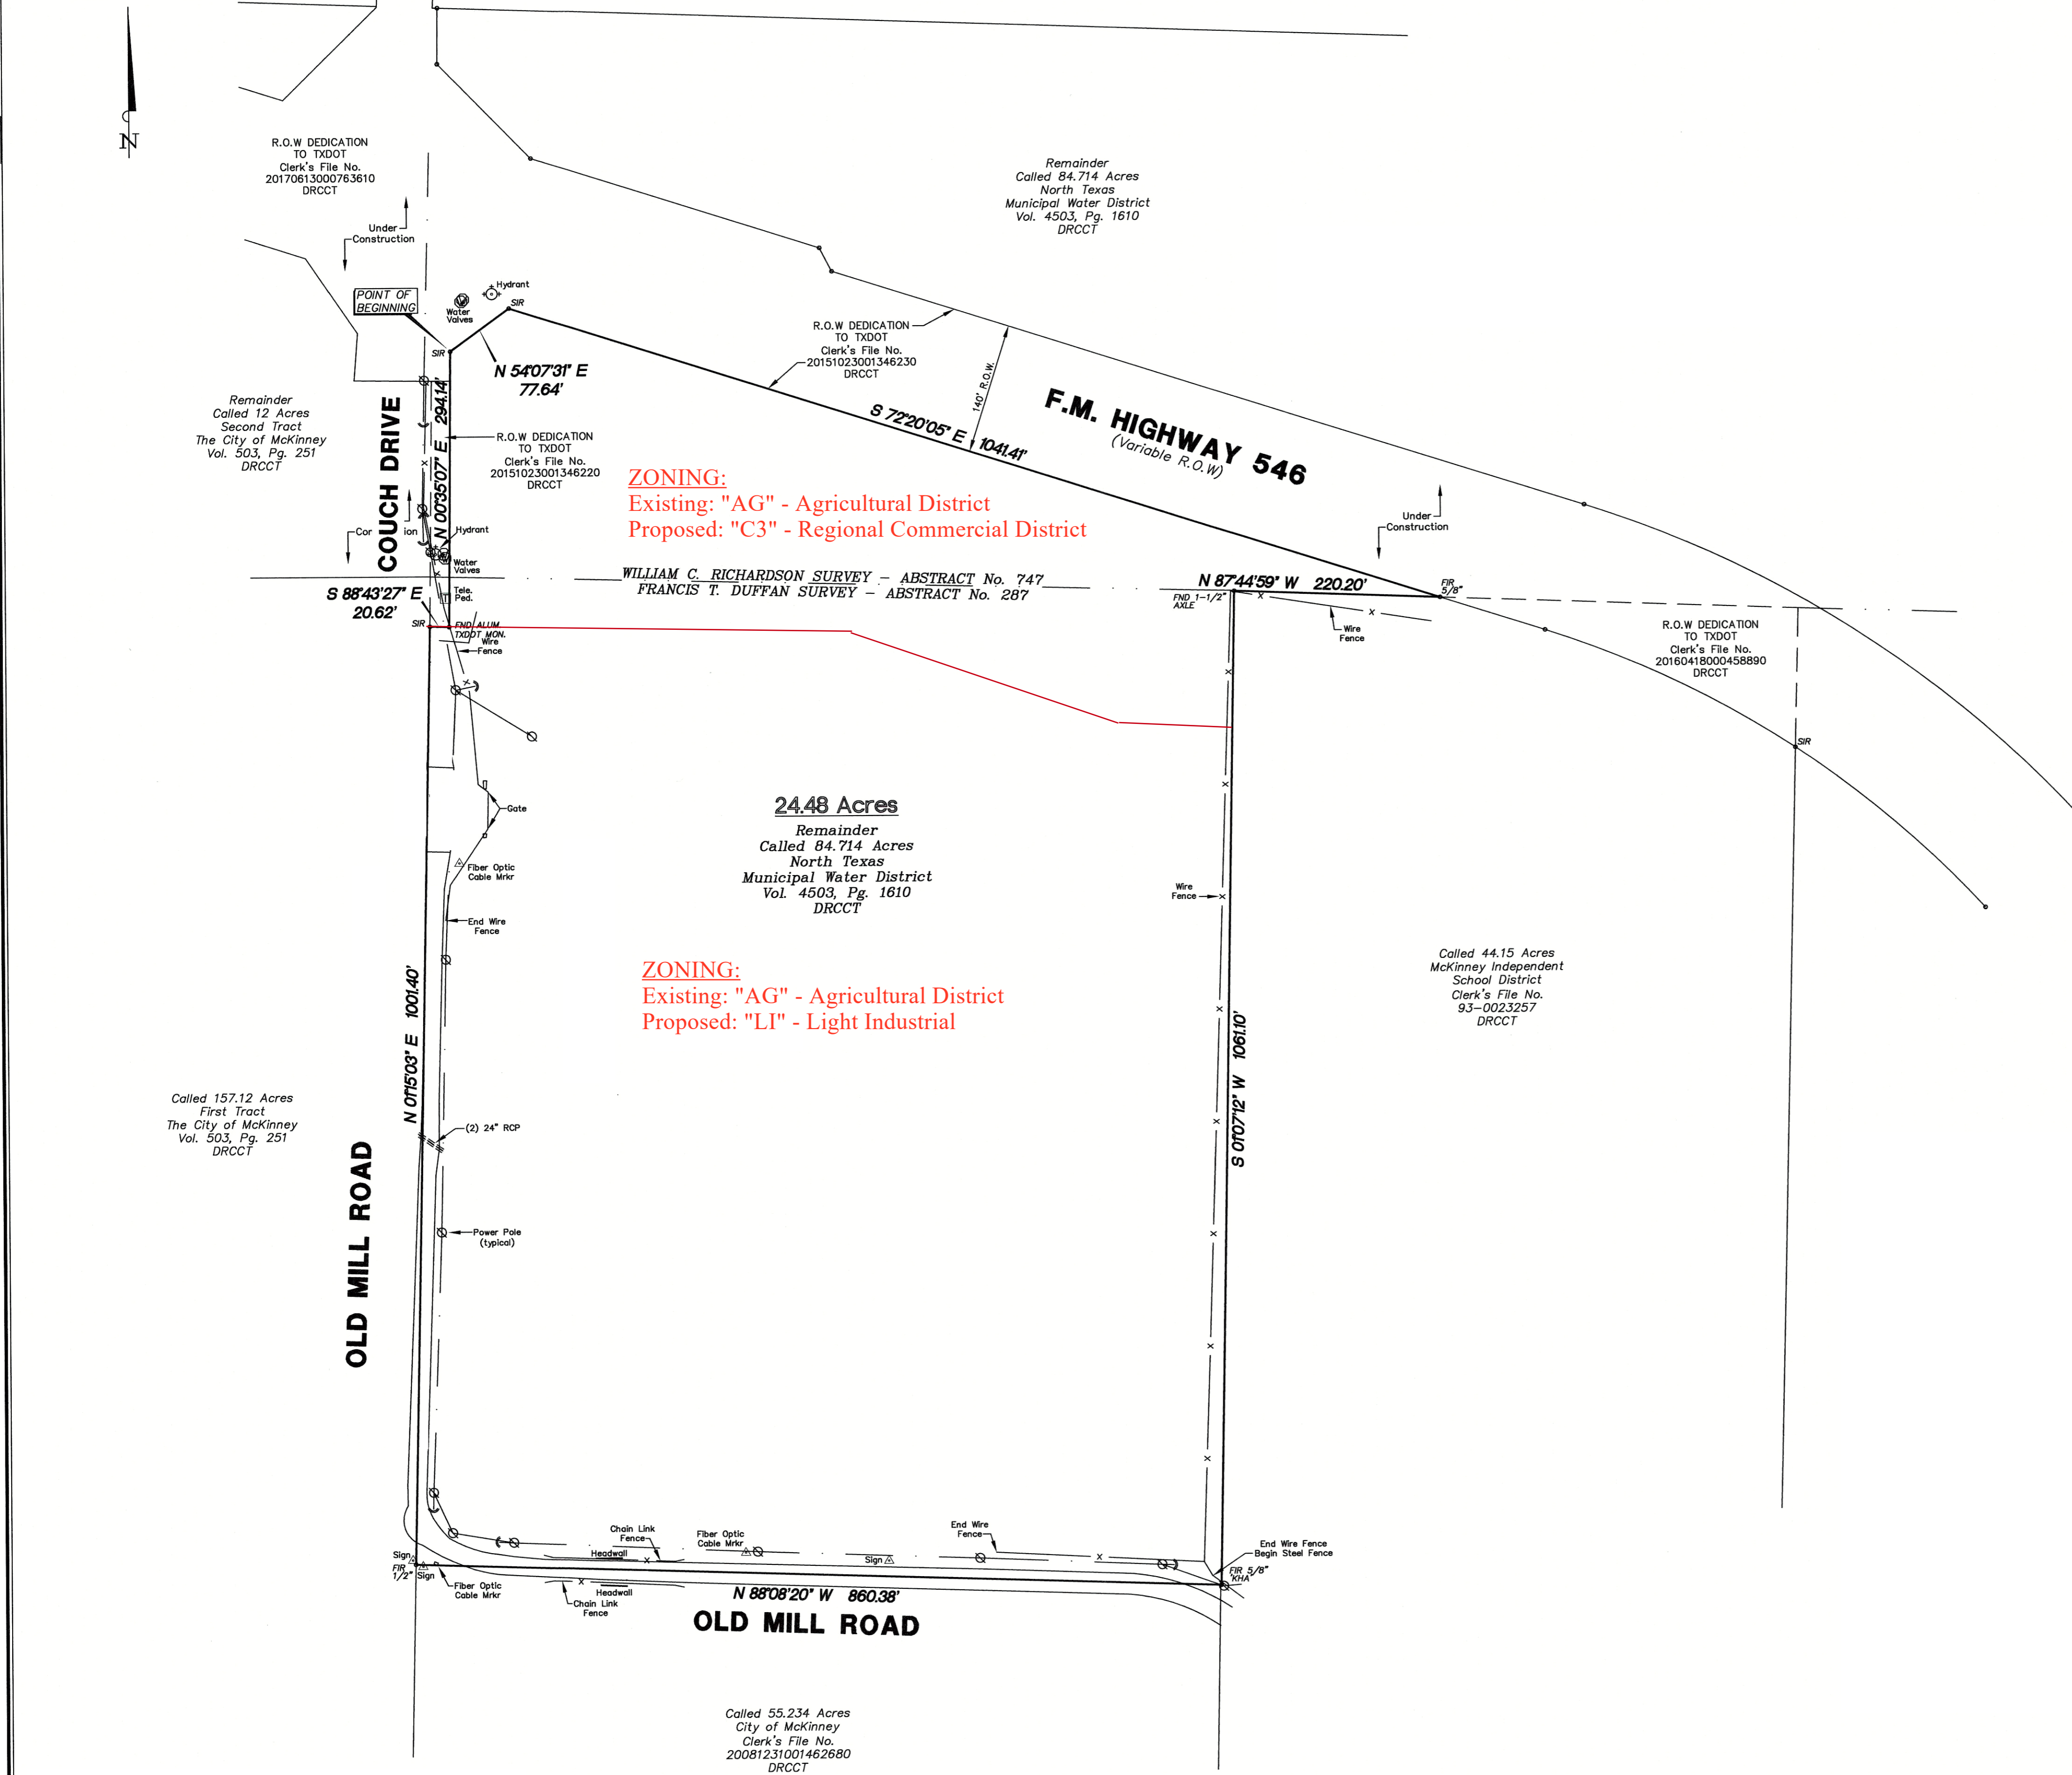 N
R.O.W DEDICATION
TO TXDOT
Clerk's File No.
20170613000763610
DRCCT
Under
Construction
Remainder
Called 84.714 Acres
North Texas
Municipal Water District
Vol. 4503, Pg. 1610
DRCCT
POINT OF
BEGINNING
Hydrant
Water
Valves
SIR
SIR
N 54°07'31" E
77.64'
R.O.W DEDICATION
TO TXDOT
Clerk's File No.
20151023001346230
DRCCT
140' R.O.W.
F.M. HIGHWAY 546
(Variable R.O.W)
S 72°20'05" E 1041.41'
Remainder
Called 12 Acres
Second Tract
The City of McKinney
Vol. 503, Pg. 251
DRCCT
COUCH DRIVE
N 00°35'07" E 294.14'
R.O.W DEDICATION
TO TXDOT
Clerk's File No.
20151023001346220
DRCCT
ZONING:
Existing: "AG" - Agricultural District
Proposed: "C3" - Regional Commercial District
Under
Construction
Cor ion
Hydrant
Water
Valves
Tele.
Ped.
WILLIAM C. RICHARDSON SURVEY - ABSTRACT No. 747
FRANCIS T. DUFFAN SURVEY - ABSTRACT No. 287
N 87°44'59" W 220.20'
FIR
5/8"
FND 1-1/2"
AXLE
Wire
Fence
S 88°43'27" E
20.62'
SIR
FND ALUM
TXDOT MON.
Wire
Fence
R.O.W DEDICATION
TO TXDOT
Clerk's File No.
20160418000458890
DRCCT
SIR
Gate
24.48 Acres
Remainder
Called 84.714 Acres
North Texas
Municipal Water District
Vol. 4503, Pg. 1610
DRCCT
Fiber Optic
Cable Mrkr
End Wire
Fence
Wire
Fence
ZONING:
Existing: "AG" - Agricultural District
Proposed: "LI" - Light Industrial
Called 44.15 Acres
McKinney Independent
School District
Clerk's File No.
93-0023257
DRCCT
N 01°15'03" E 1001.40'
S 01°07'12" W 1061.10'
Called 157.12 Acres
First Tract
The City of McKinney
Vol. 503, Pg. 251
DRCCT
(2) 24" RCP
OLD MILL ROAD
Power Pole
(typical)
Chain Link
Fence
Headwall
Fiber Optic
Cable Mrkr
Sign
End Wire
Fence
End Wire Fence
Begin Steel Fence
FIR 5/8"
"KHA"
Sign
FIR
1/2"
Sign
Fiber Optic
Cable Mrkr
Headwall
Chain Link
Fence
N 88°08'20" W 860.38'
OLD MILL ROAD
Called 55.234 Acres
City of McKinney
Clerk's File No.
20081231001462680
DRCCT